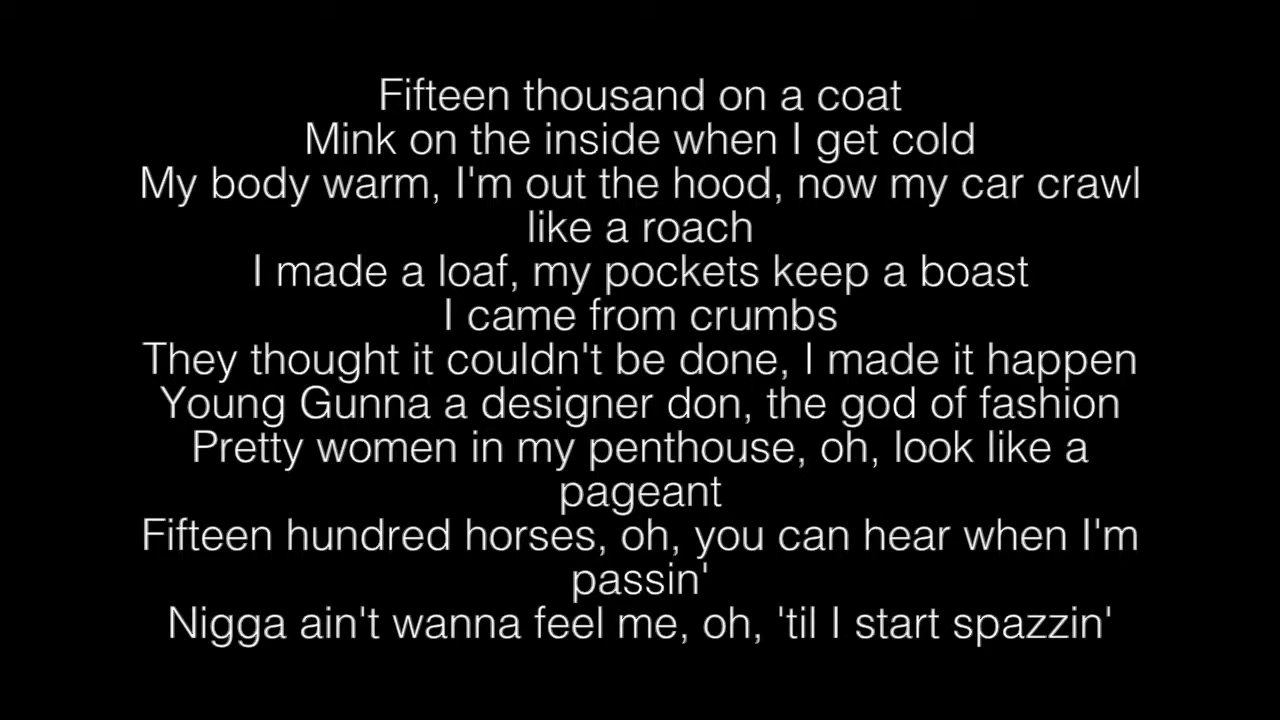 Fifteen thousand on a coat
Mink on the inside when I get cold
My body warm, I'm out the hood, now my car crawl
like a roach
I made a loaf, my pockets keep a boast
I came from crumbs
They thought it couldn't be done, I made it happen
Young Gunna a designer don, the god of fashion
Pretty women in my penthouse, oh, look like a
pageant
Fifteen hundred horses, oh, you can hear when I'm
passin'
Nigga ain't wanna feel me, oh, 'til I start spazzin'